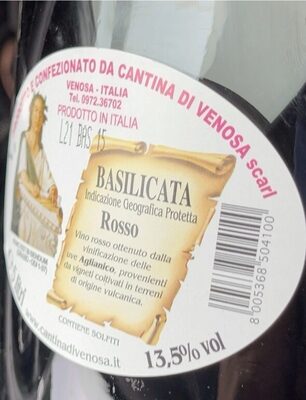 E CONFEZIONATO DA CANTINA DI VENOSA scarl
VENOSA - ITALIA
Tel. 0972.36702
PRODOTTO IN ITALIA
L21 BAS 15
BASILICATA
Indicazione Geografica Protetta
Rosso
Vino rosso ottenuto dalla
vinificazione delle
uve Aglianico, provenienti
da vigneti coltivati in terreni
di origine vulcanica.
CONTIENE SOLFITI
www.cantinadivenosa.it
13,5% vol
8 005368 504100